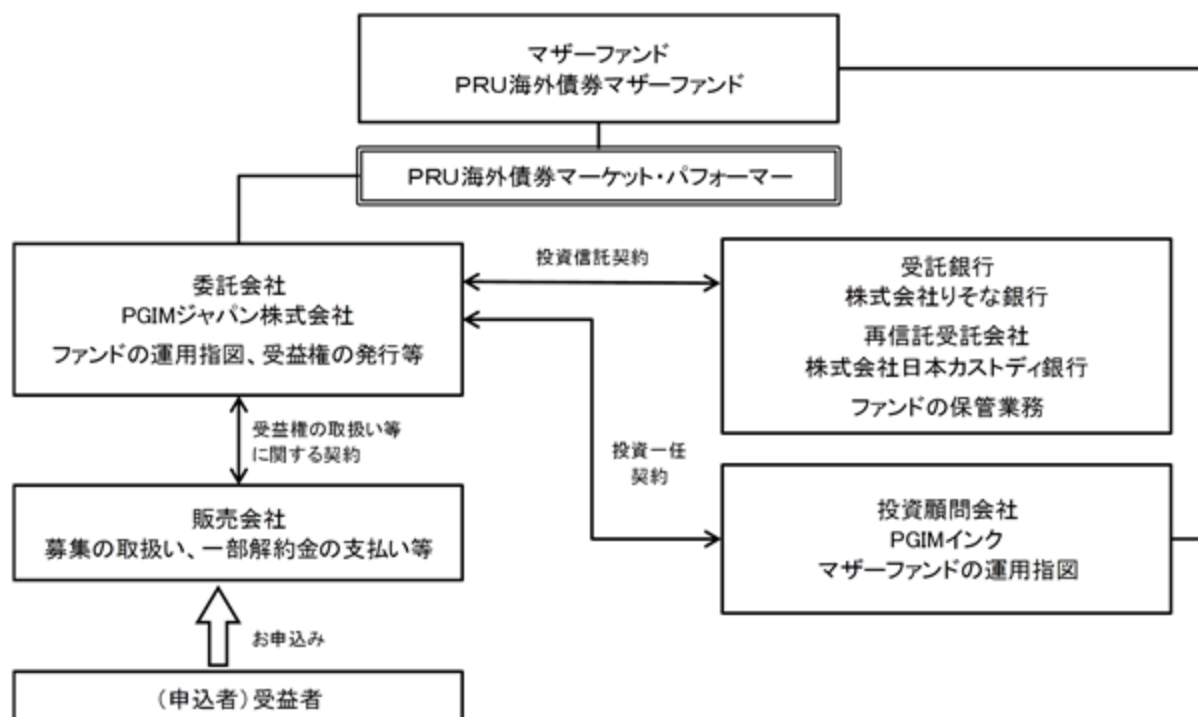 マザーファンド
PRU海外債券マザーファンド
PRU海外債券マーケット・パフォーマー
委託会社
PGIMジャパン株式会社
ファンドの運用指図、受益権の発行等
投資信託契約
受託銀行
株式会社りそな銀行
再信託受託会社
株式会社日本カストディ銀行
ファンドの保管業務
受益権の取扱い等
に関する契約
投資一任
契約
販売会社
募集の取扱い、一部解約金の支払い等
投資顧問会社
PGIMインク
マザーファンドの運用指図
お申込み
（申込者）受益者